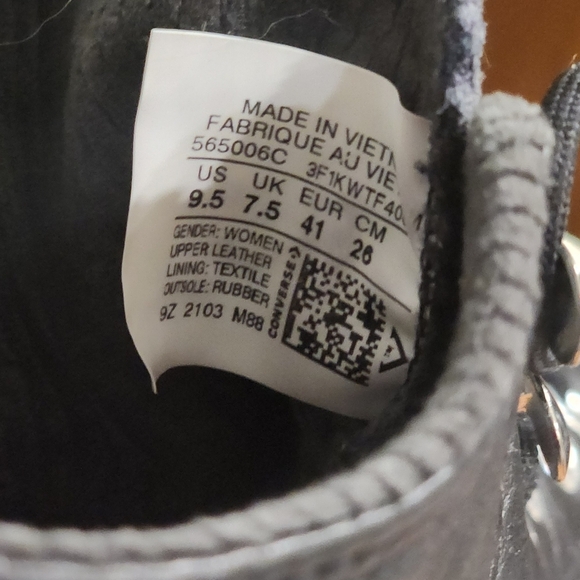 MADE IN VIETN
FABRIQUE AU VIE
565006C 3F1KWTF40
US UK EUR CM
9.5 7.5 41 26
GENDER: WOMEN
UPPER LEATHER
LINING: TEXTILE
OUTSOLE: RUBBER
9Z 2103 M88
CONVERSE